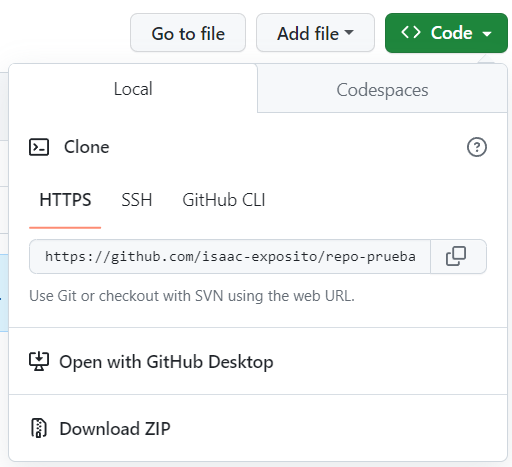 Go to file Add file Code
Local Codespaces
Clone
HTTPS SSH GitHub CLI
https://github.com/isaac-exposito/repo-prueba
Use Git or checkout with SVN using the web URL.
Open with GitHub Desktop
Download ZIP